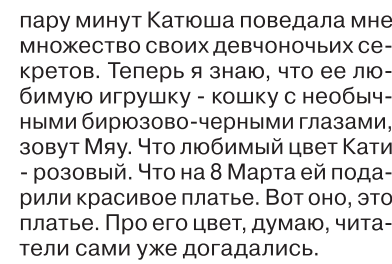 пару минут Катюша поведала мне
множество своих девчоночьих се-
кретов. Теперь я знаю, что ее лю-
бимую игрушку - кошку с необыч-
ными бирюзово-черными глазами,
зовут Мяу. Что любимый цвет Кати
- розовый. Что на 8 Марта ей пода-
рили красивое платье. Вот оно, это
платье. Про его цвет, думаю, чита-
тели сами уже догадались.